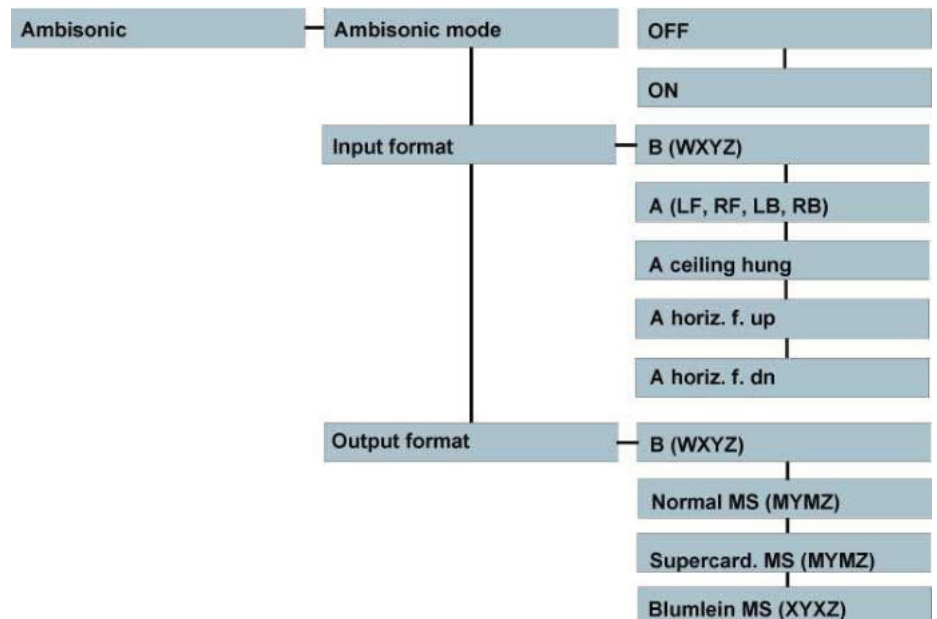 Ambisonic
Ambisonic mode
OFF
ON
Input format
B (WXYZ)
A (LF, RF, LB, RB)
A ceiling hung
A horiz. f. up
A horiz. f. dn
Output format
B (WXYZ)
Normal MS (MYMZ)
Supercard. MS (MYMZ)
Blumlein MS (XYXZ)